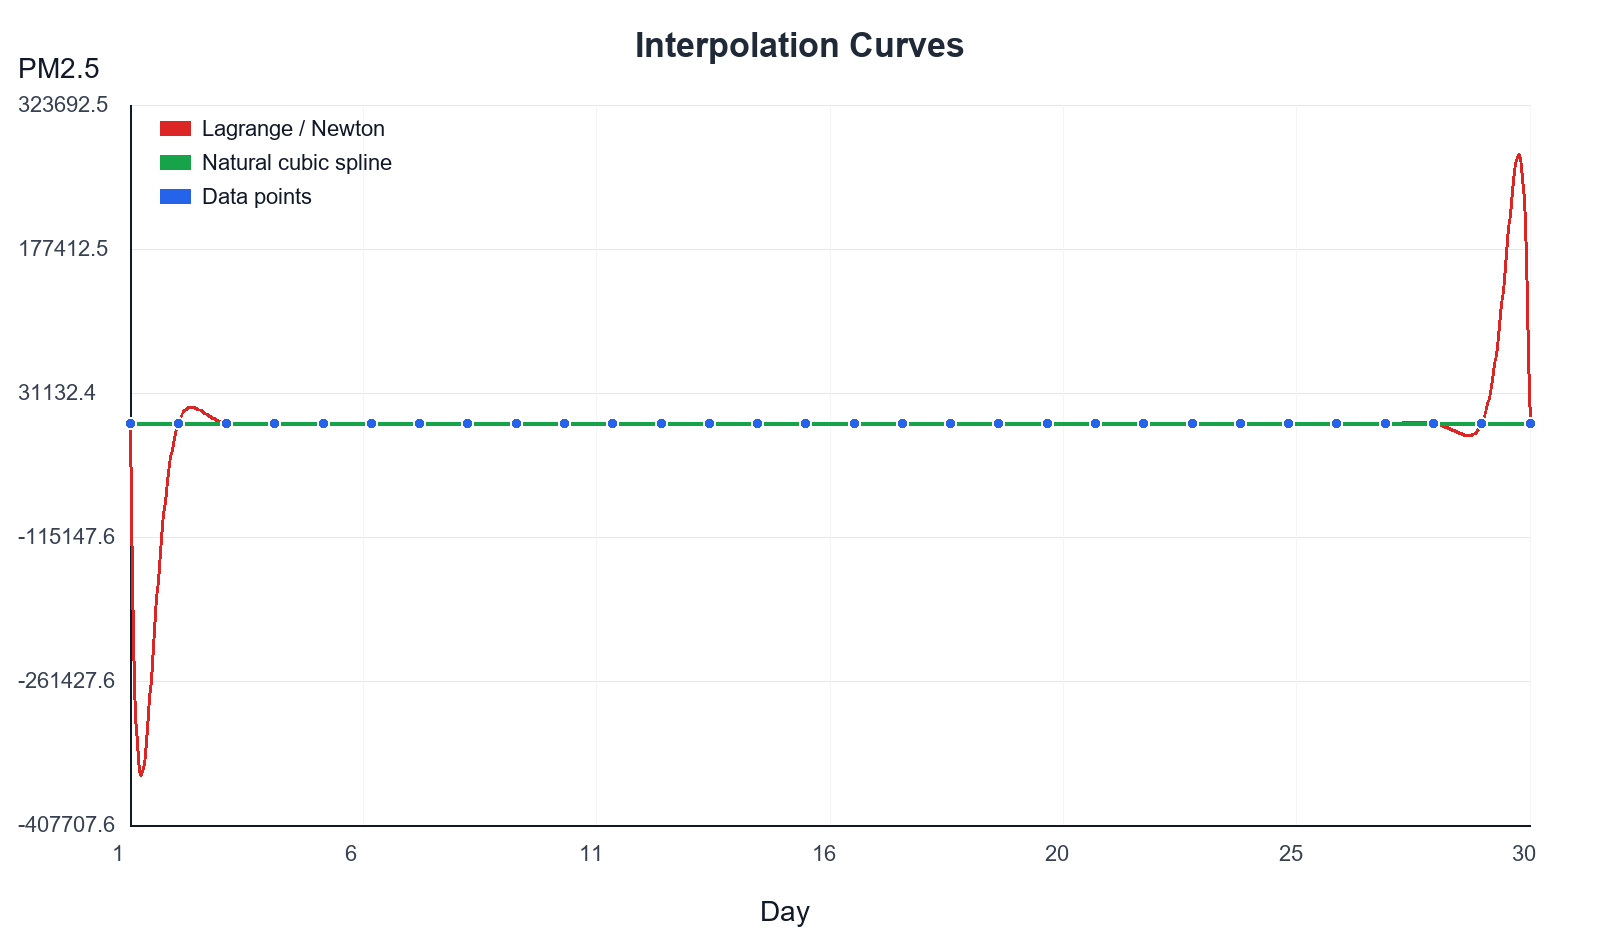 Interpolation Curves
PM2.5
323692.5
Lagrange / Newton
Natural cubic spline
Data points
177412.5
31132.4
-115147.6
-261427.6
-407707.6
1 6 11 16 20 25 30
Day